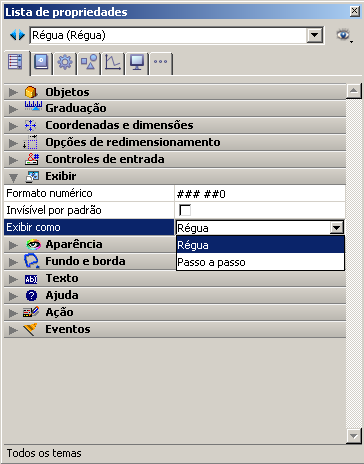 Lista de propriedades
Régua (Régua)
Objetos
Graduação
Coordenadas e dimensões
Opções de redimensionamento
Controles de entrada
Exibir
Formato numérico ### ##0
Invisível por padrão
Exibir como Régua
Régua
Aparência
Passo a passo
Fundo e borda
Texto
Ajuda
Ação
Eventos
Todos os temas